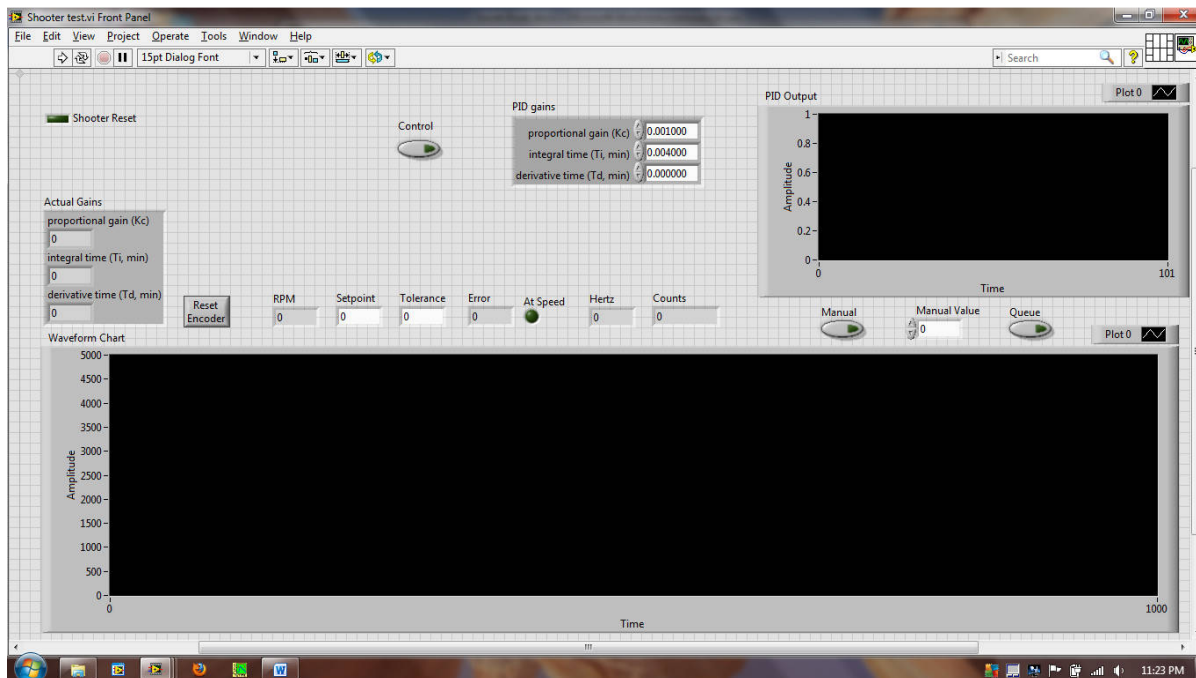 Shooter test.vi Front Panel
File Edit View Project Operate Tools Window Help
15pt Dialog Font
Search
Shooter Reset
Control
PID gains
proportional gain (Kc) 0.001000
integral time (Ti, min) 0.004000
derivative time (Td, min) 0.000000
PID Output
Plot 0
Amplitude
1
0.8
0.6
0.4
0.2
0
0 101
Time
Actual Gains
proportional gain (Kc)
0
integral time (Ti, min)
0
derivative time (Td, min)
0
Reset
Encoder
RPM Setpoint Tolerance Error At Speed Hertz Counts
0 0 0 0 0 0
Manual Manual Value Queue
0
Waveform Chart
Plot 0
Amplitude
5000
4500
4000
3500
3000
2500
2000
1500
1000
500
0
0 1000
Time
11:23 PM